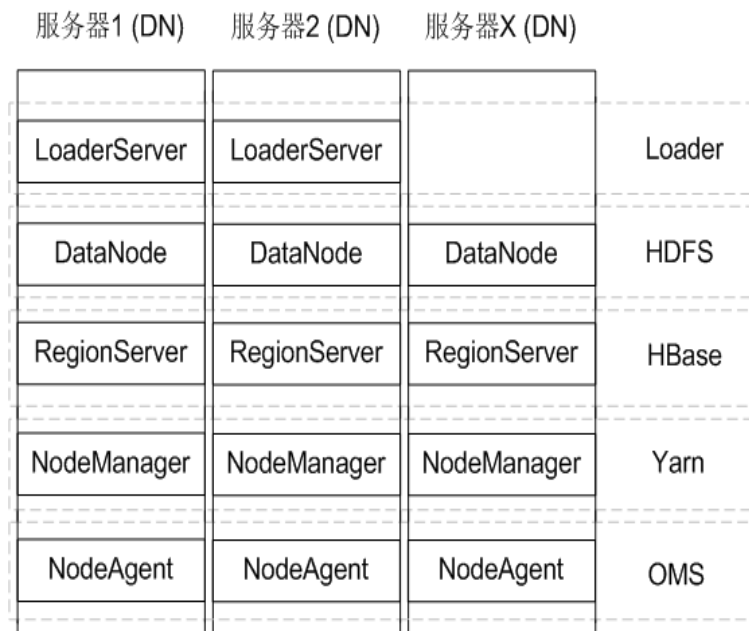 服务器1 (DN) 服务器2 (DN) 服务器X (DN)
LoaderServer LoaderServer Loader
DataNode DataNode DataNode HDFS
RegionServer RegionServer RegionServer HBase
NodeManager NodeManager NodeManager Yarn
NodeAgent NodeAgent NodeAgent OMS